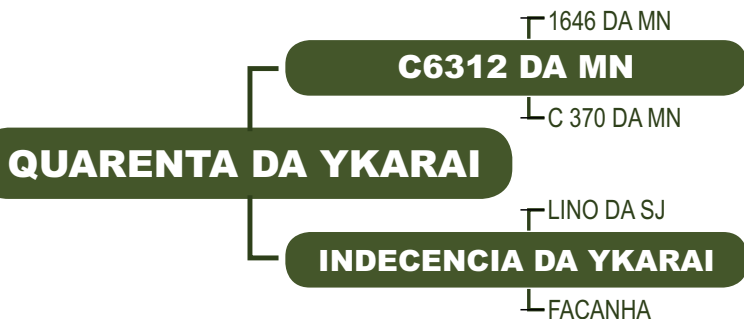 1646 DA MN
C6312 DA MN
C 370 DA MN
QUARENTA DA YKARAI
LINO DA SJ
INDECENCIA DA YKARAI
FACANHA